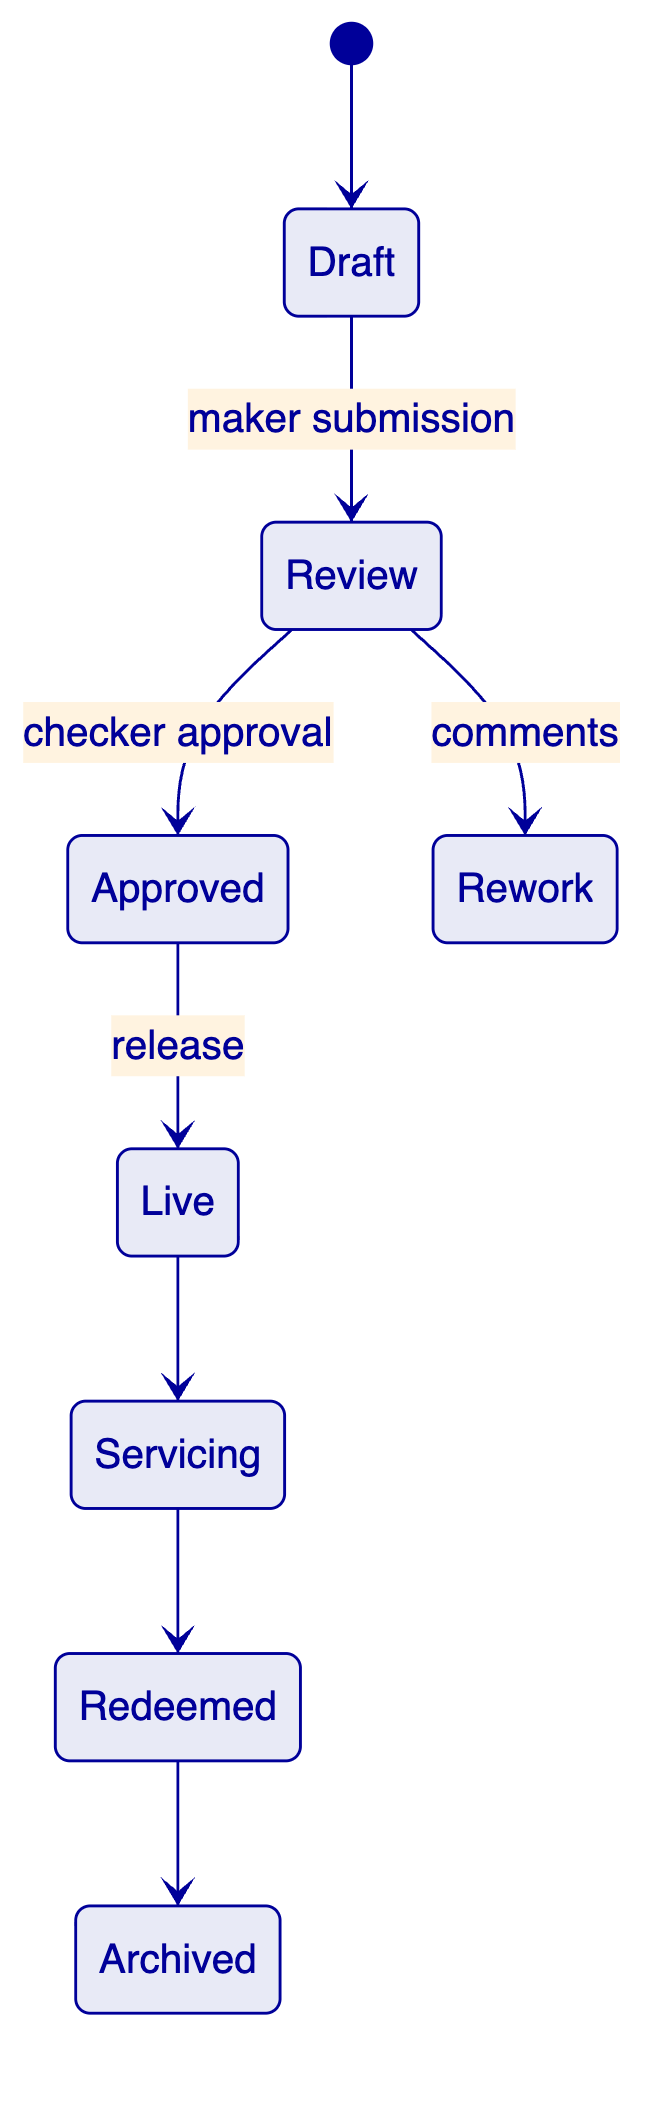 Draft
maker submission
Review
checker approval
comments
Approved
Rework
release
Live
Servicing
Redeemed
Archived